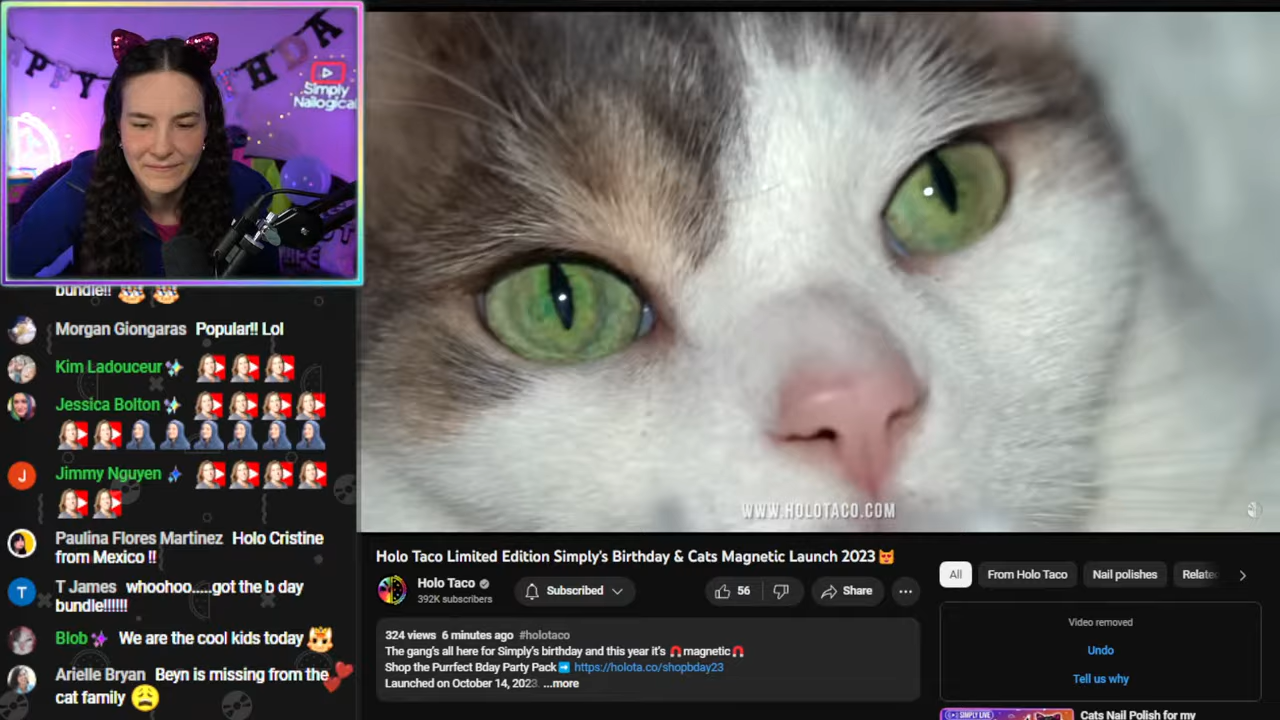 APPY
THDA
Simply
Nailogical
bundle!!
Morgan Giongaras Popular!! Lol
Kim Ladouceur
Jessica Bolton
J Jimmy Nguyen
Paulina Flores Martinez Holo Cristine
from Mexico !!
T T James whoohoo.....got the b day
bundle!!!!!!
Blob We are the cool kids today
Arielle Bryan Beyn is missing from the
cat family
WWW.HOLOTACO.COM
Holo Taco Limited Edition Simply's Birthday & Cats Magnetic Launch 2023
Holo Taco
392K subscribers
Subscribed
56
Share
324 views 6 minutes ago #holotaco
The gang's all here for Simply's birthday and this year it's magnetic
Shop the Purrfect Bday Party Pack https://holota.co/shopbday23
Launched on October 14, 2023. ...more
All
From Holo Taco
Nail polishes
Relate
Video removed
Undo
Tell us why
SIMPLY LIVE
Cats Nail Polish for my